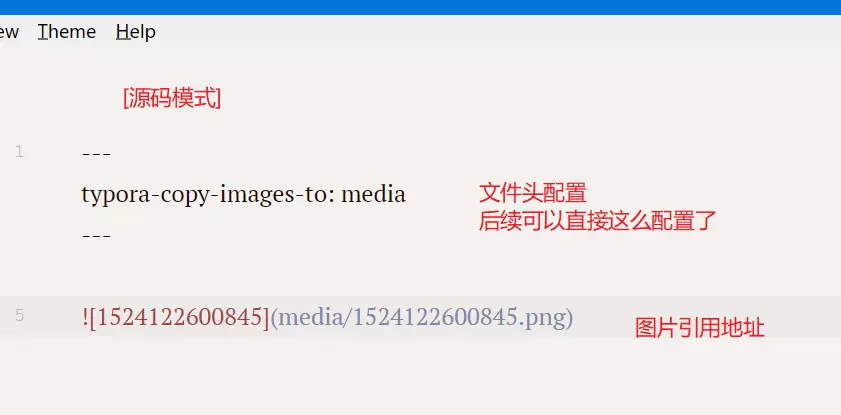 ew Theme Help
[源码模式]
1 ---
typora-copy-images-to: media
文件头配置
后续可以直接这么配置了
---
5 ![1524122600845](media/1524122600845.png)
图片引用地址